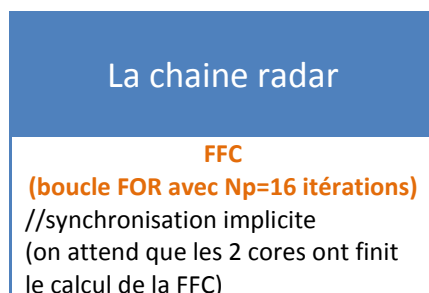 La chaine radar
FFC
(boucle FOR avec Np=16 itérations)
//synchronisation implicite
(on attend que les 2 cores ont finit
le calcul de la FFC)